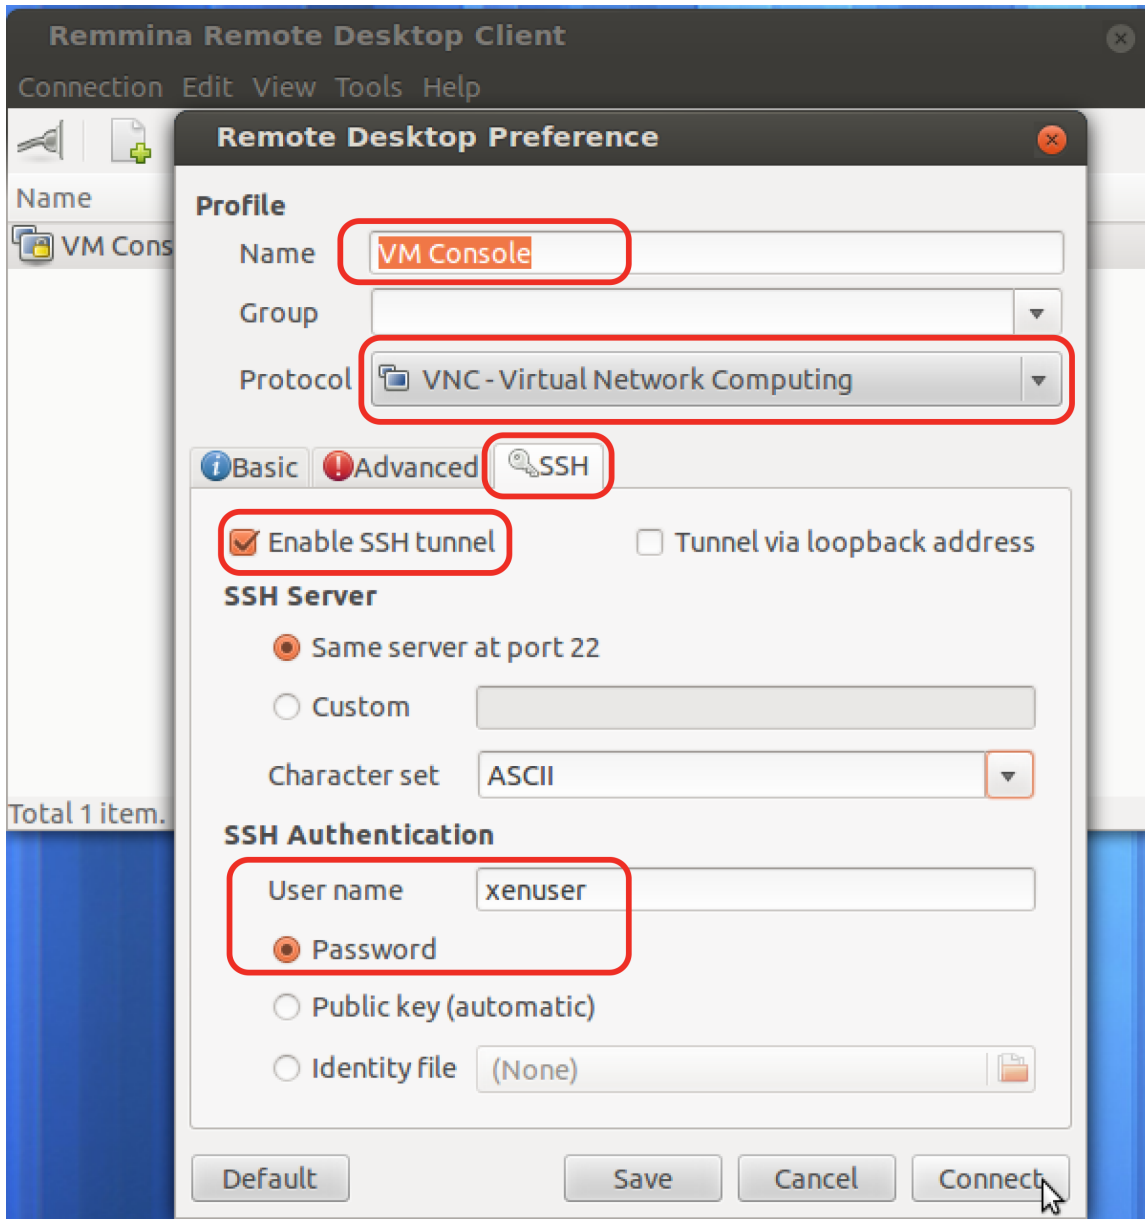 Remmina Remote Desktop Client
Connection Edit View Tools Help
Remote Desktop Preference
Name
VM Cons
Profile
Name VM Console
Group
Protocol VNC - Virtual Network Computing
Basic Advanced SSH
Enable SSH tunnel Tunnel via loopback address
SSH Server
Same server at port 22
Custom
Character set ASCII
Total 1 item.
SSH Authentication
User name xenuser
Password
Public key (automatic)
Identity file (None)
Default Save Cancel Connect